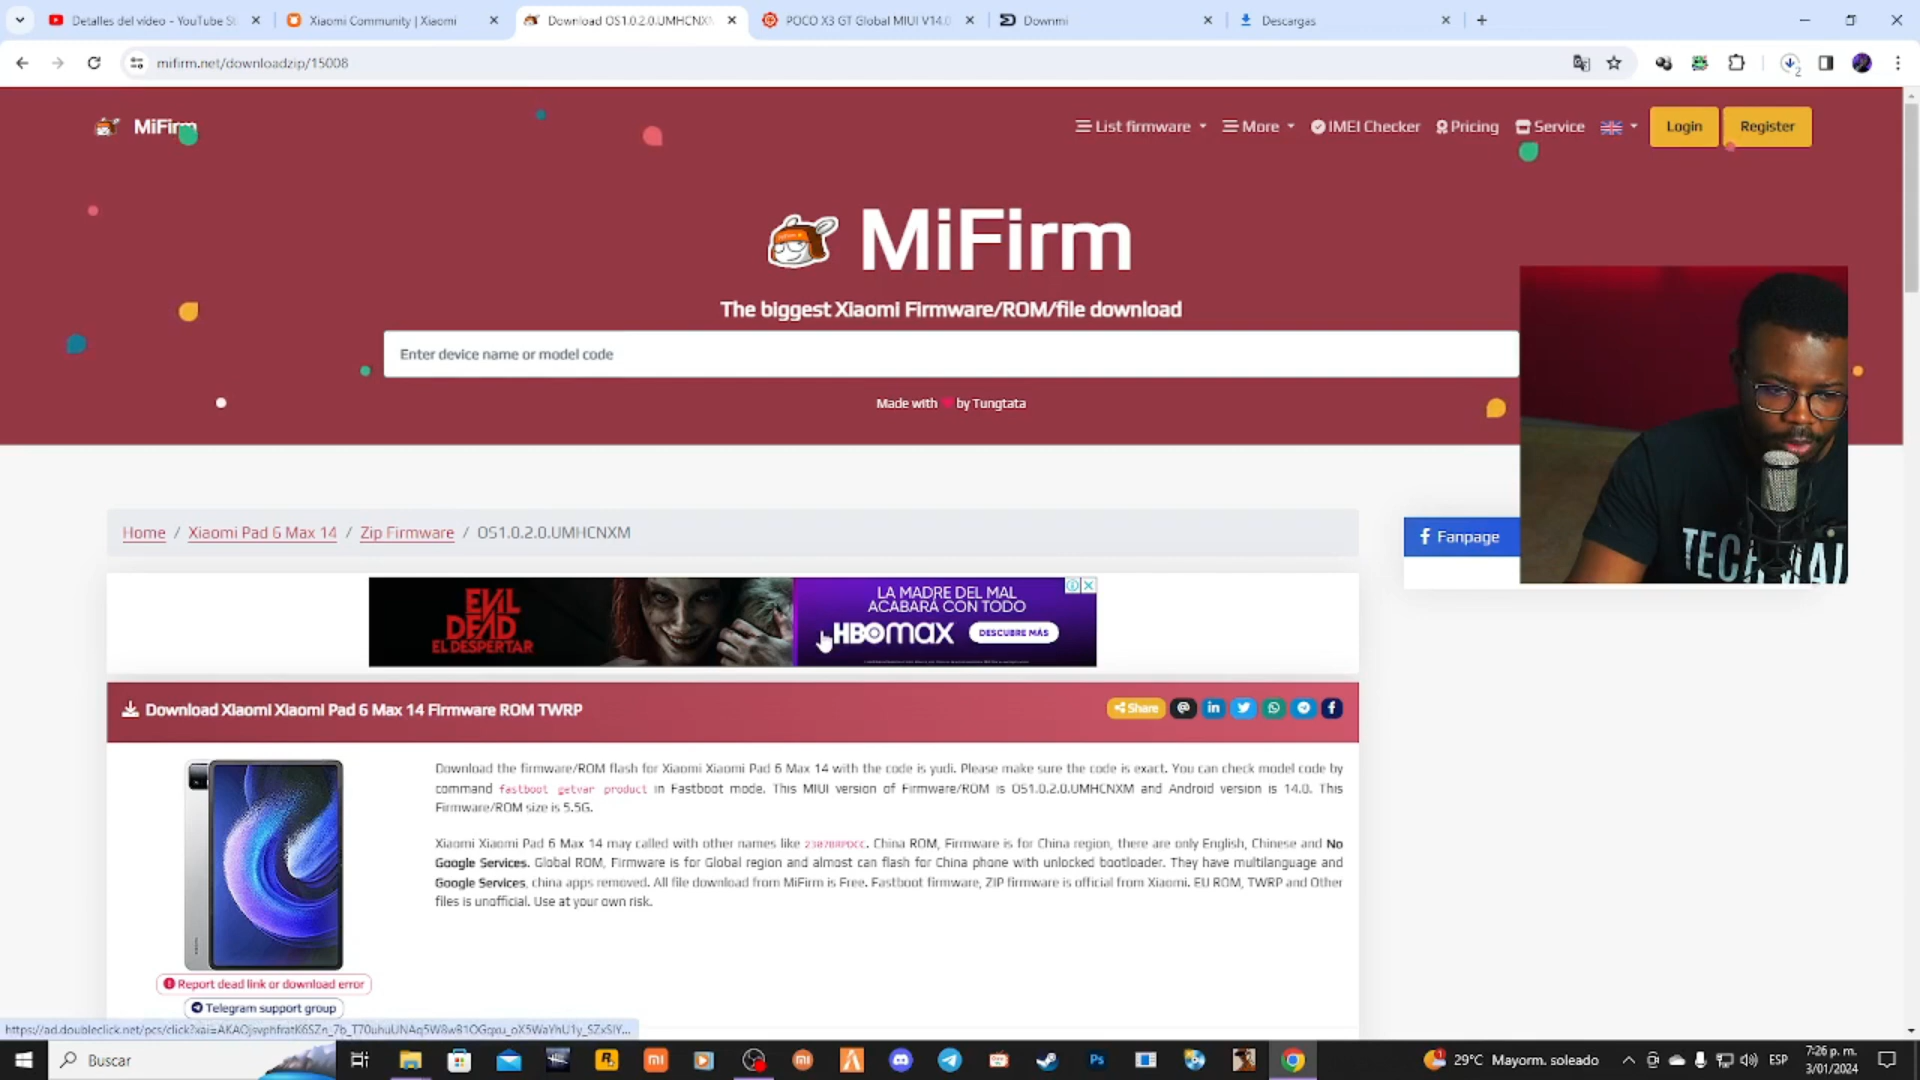 Detalles del vídeo - YouTube St
Xiaomi Community | Xiaomi
Download OS1.0.2.0.UMHCNXM
POCO X3 GT Global MIUI V14.0
Downmi
Descargas
mifirm.net/downloadzip/15008
MiFirm
List firmware
More
IMEI Checker
Pricing
Service
Login
Register
MiFirm
The biggest Xiaomi Firmware/ROM/file download
Enter device name or model code
Made with by Tungtata
Home / Xiaomi Pad 6 Max 14 / Zip Firmware / OS1.0.2.0.UMHCNXM
Fanpage
EVIL
DEAD
EL DESPERTAR
LA MADRE DEL MAL
ACABARÁ CON TODO
HBOMAX
DESCUBRE MÁS
Download Xiaomi Xiaomi Pad 6 Max 14 Firmware ROM TWRP
Share
Download the firmware/ROM flash for Xiaomi Xiaomi Pad 6 Max 14 with the code is yudi. Please make sure the code is exact. You can check model code by
command fastboot getvar product in Fastboot mode. This MIUI version of Firmware/ROM is OS1.0.2.0.UMHCNXM and Android version is 14.0. This
Firmware/ROM size is 5.5G.
Xiaomi Xiaomi Pad 6 Max 14 may called with other names like 2307BRPDCC. China ROM, Firmware is for China region, there are only English, Chinese and No
Google Services. Global ROM, Firmware is for Global region and almost can flash for China phone with unlocked bootloader. They have multilanguage and
Google Services, china apps removed. All file download from MiFirm is Free. Fastboot firmware, ZIP firmware is official from Xiaomi. EU ROM, TWRP and Other
files is unofficial. Use at your own risk.
Report dead link or download error
Telegram support group
Buscar
29°C Mayorm. soleado
ESP
7:26 p. m.
3/01/2024